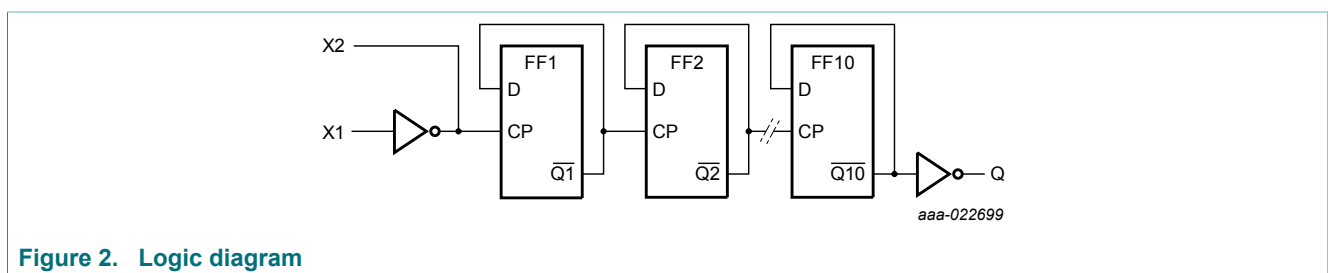 X2
X1
FF1
D
CP
Q1
FF2
D
CP
Q2
FF10
D
CP
Q10
Q
aaa-022699
Figure 2. Logic diagram